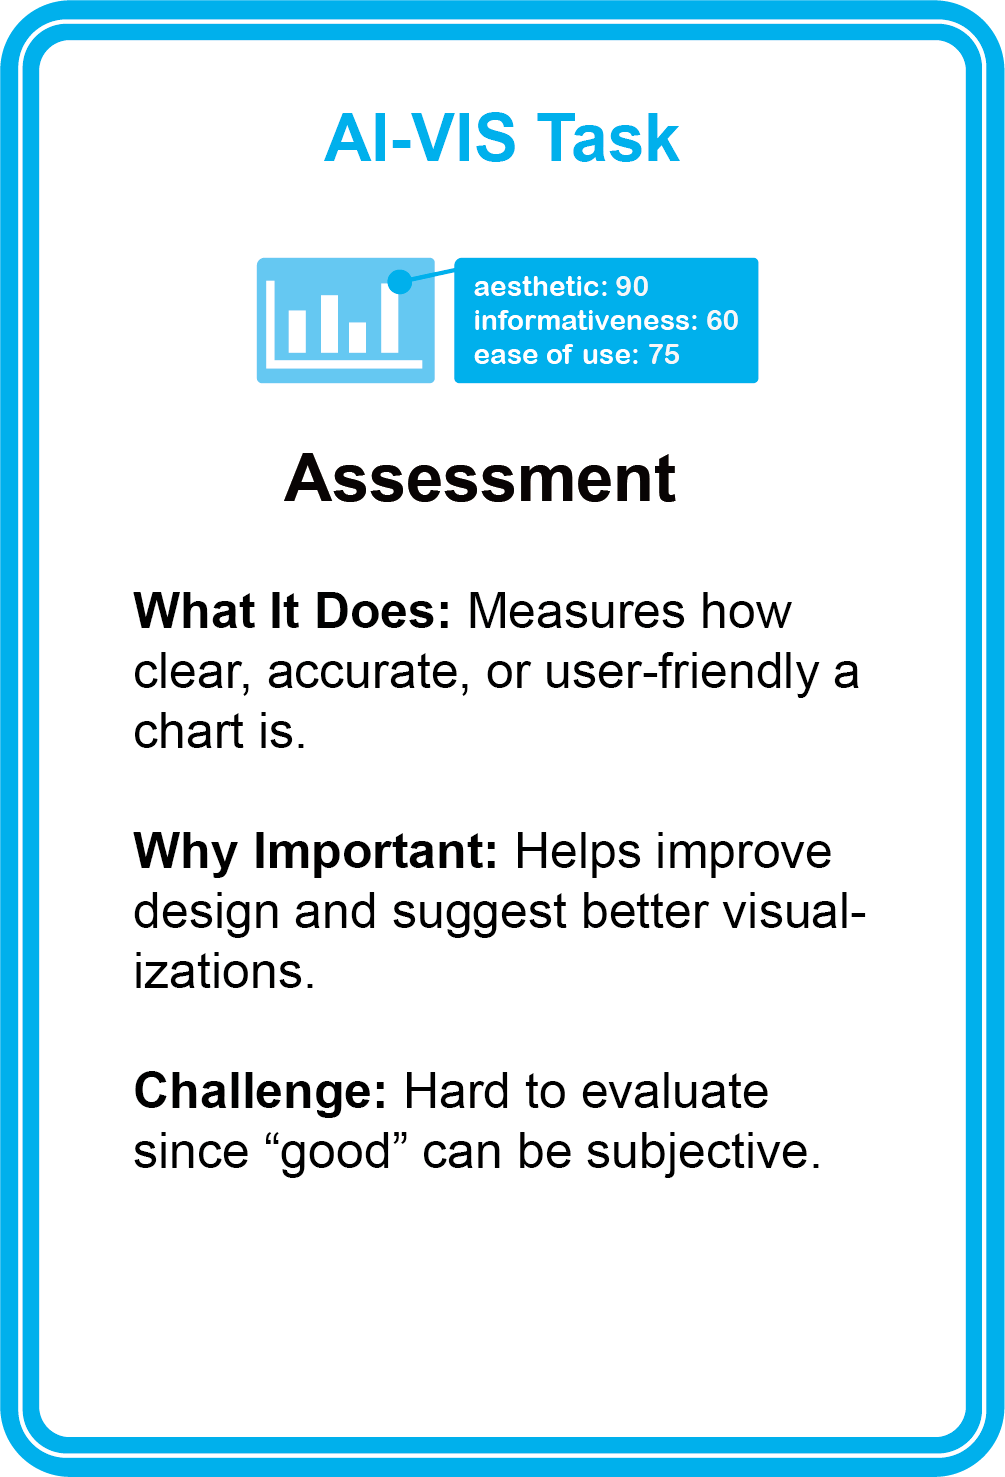 AI-VIS Task
aesthetic: 90
informativeness: 60
ease of use: 75
Assessment
What It Does: Measures how
clear, accurate, or user-friendly a
chart is.
Why Important: Helps improve
design and suggest better visual-
izations.
Challenge: Hard to evaluate
since “good” can be subjective.